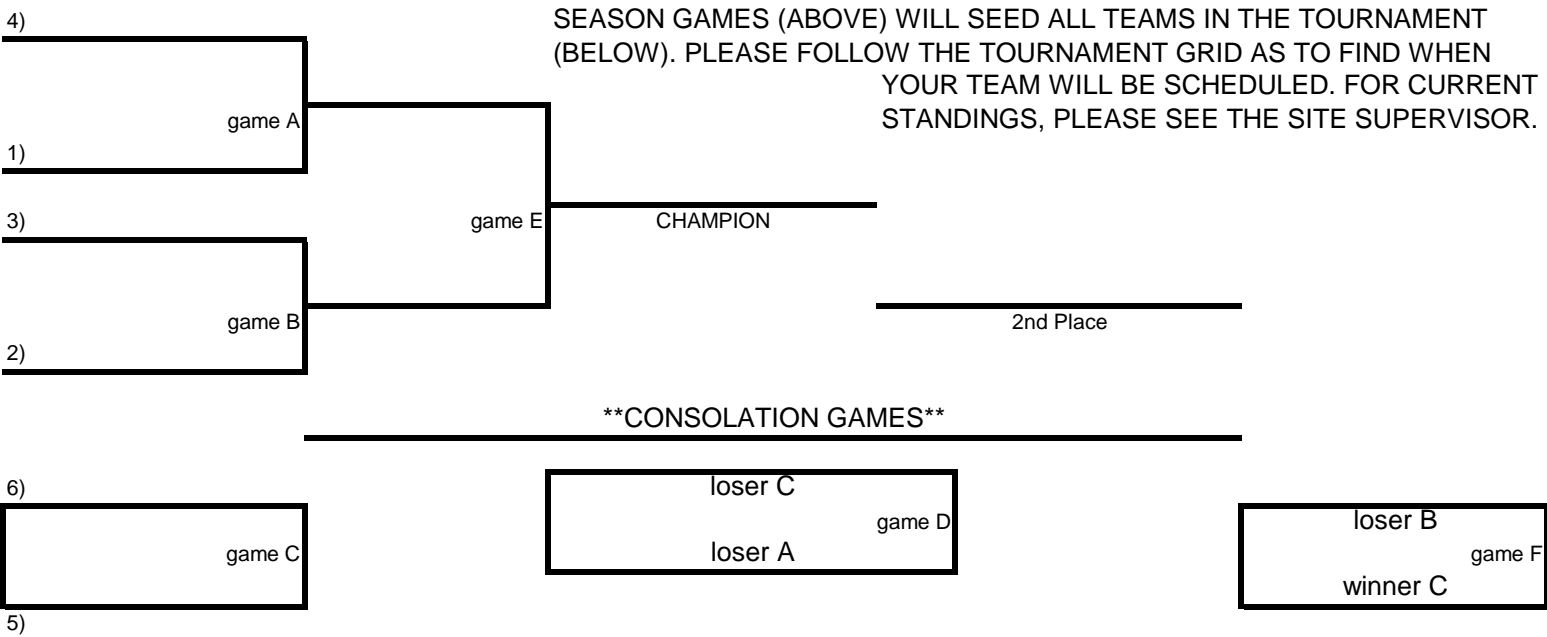 4)
SEASON GAMES (ABOVE) WILL SEED ALL TEAMS IN THE TOURNAMENT
(BELOW). PLEASE FOLLOW THE TOURNAMENT GRID AS TO FIND WHEN
YOUR TEAM WILL BE SCHEDULED. FOR CURRENT
game A
STANDINGS, PLEASE SEE THE SITE SUPERVISOR.
1)
3)
game E
CHAMPION
game B
2nd Place
2)
**CONSOLATION GAMES**
6)
loser C
game D
loser B
game C
loser A
game F
winner C
5)